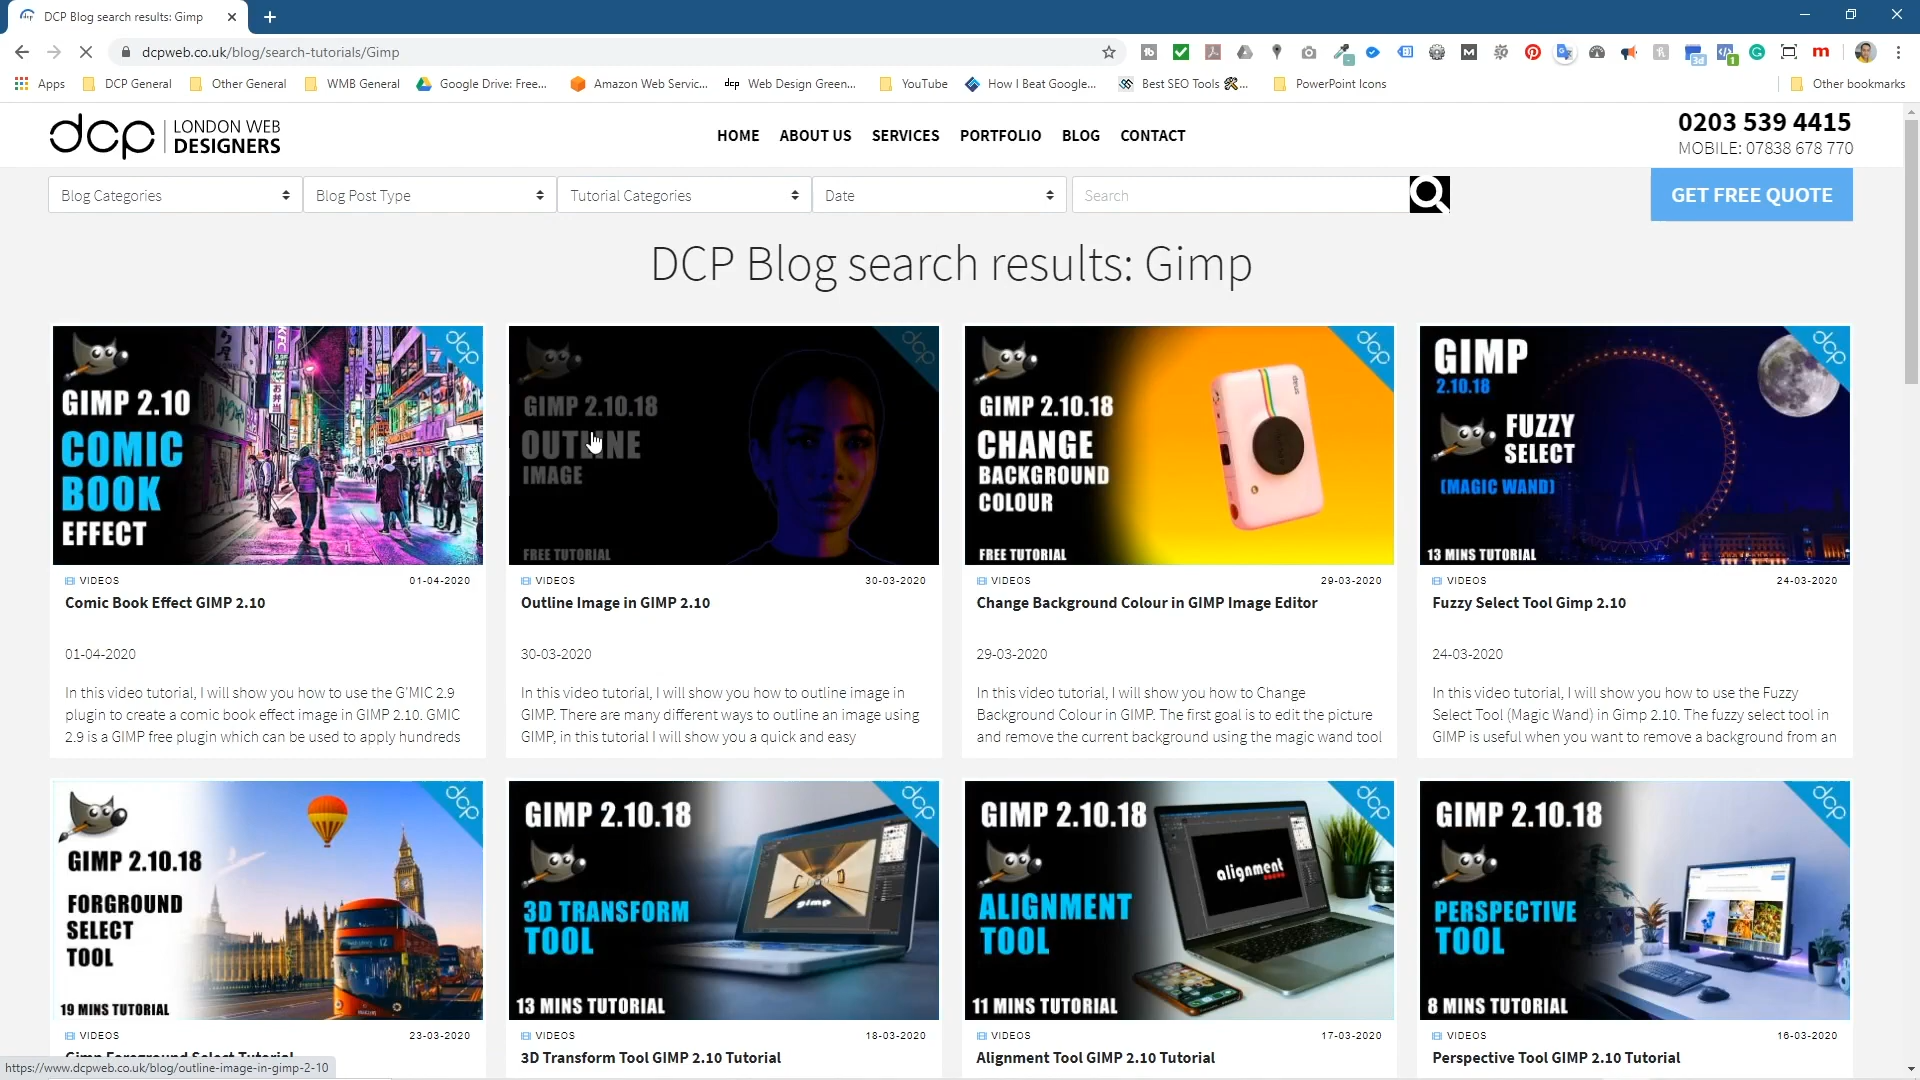 DCP Blog search results: Gimp
dcpweb.co.uk/blog/search-tutorials/Gimp
Apps
DCP General
Other General
WMB General
Google Drive: Free...
Amazon Web Servic...
dcp Web Design Green...
YouTube
How I Beat Google...
Best SEO Tools
PowerPoint Icons
Other bookmarks
dcp LONDON WEB
DESIGNERS
HOME ABOUT US SERVICES PORTFOLIO BLOG CONTACT
0203 539 4415
MOBILE: 07838 678 770
Blog Categories
Blog Post Type
Tutorial Categories
Date
Search
GET FREE QUOTE
DCP Blog search results: Gimp
dcp
GIMP 2.10
COMIC
BOOK
EFFECT
VIDEOS 01-04-2020
Comic Book Effect GIMP 2.10
01-04-2020
In this video tutorial, I will show you how to use the G'MIC 2.9
plugin to create a comic book effect image in GIMP 2.10. GMIC
2.9 is a GIMP free plugin which can be used to apply hundreds
dcp
GIMP 2.10.18
OUTLINE
IMAGE
FREE TUTORIAL
VIDEOS 30-03-2020
Outline Image in GIMP 2.10
30-03-2020
In this video tutorial, I will show you how to outline image in
GIMP. There are many different ways to outline an image using
GIMP, in this tutorial I will show you a quick and easy
dcp
GIMP 2.10.18
CHANGE
BACKGROUND
COLOUR
FREE TUTORIAL
VIDEOS 29-03-2020
Change Background Colour in GIMP Image Editor
29-03-2020
In this video tutorial, I will show you how to Change
Background Colour in GIMP. The first goal is to edit the picture
and remove the current background using the magic wand tool
dcp
GIMP
2.10.18
FUZZY
SELECT
(MAGIC WAND)
13 MINS TUTORIAL
VIDEOS 24-03-2020
Fuzzy Select Tool Gimp 2.10
24-03-2020
In this video tutorial, I will show you how to use the Fuzzy
Select Tool (Magic Wand) in Gimp 2.10. The fuzzy select tool in
GIMP is useful when you want to remove a background from an
dcp
GIMP 2.10.18
FORGROUND
SELECT
TOOL
19 MINS TUTORIAL
VIDEOS 23-03-2020
Gimp Foreground Select Tutorial
dcp
GIMP 2.10.18
3D TRANSFORM
TOOL
gimp
13 MINS TUTORIAL
VIDEOS 18-03-2020
3D Transform Tool GIMP 2.10 Tutorial
dcp
GIMP 2.10.18
ALIGNMENT
TOOL
alignment
11 MINS TUTORIAL
VIDEOS 17-03-2020
Alignment Tool GIMP 2.10 Tutorial
dcp
GIMP 2.10.18
PERSPECTIVE
TOOL
8 MINS TUTORIAL
VIDEOS 16-03-2020
Perspective Tool GIMP 2.10 Tutorial
https://www.dcpweb.co.uk/blog/outline-image-in-gimp-2-10